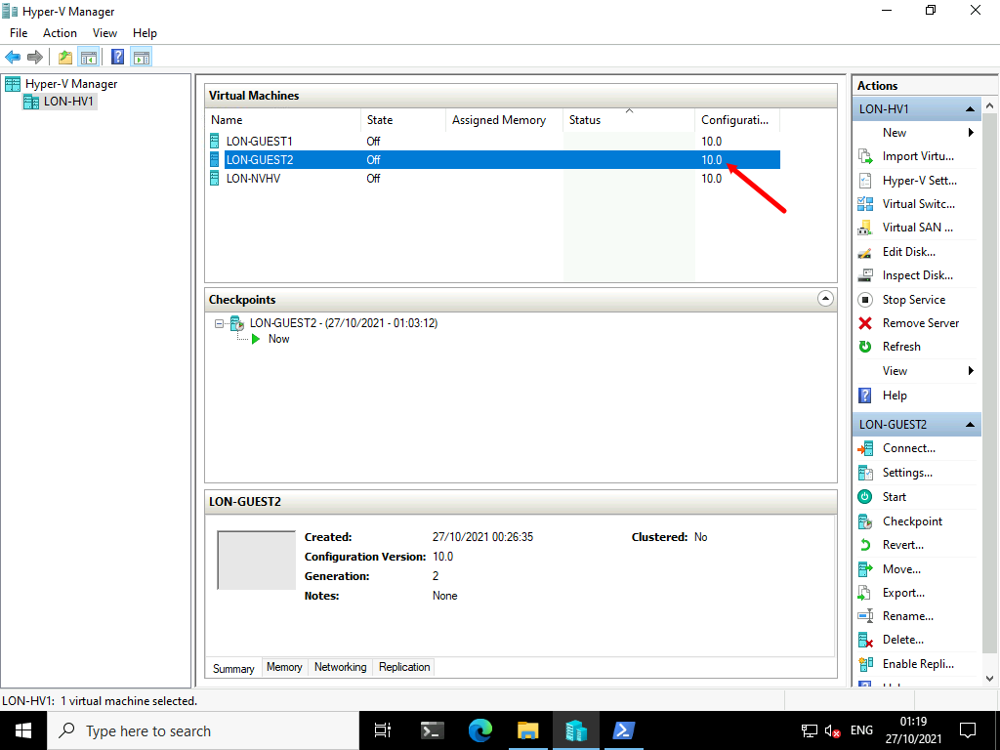 Hyper-V Manager
File Action View Help
Hyper-V Manager
LON-HV1
Virtual Machines
Name State Assigned Memory Status Configurati...
LON-GUEST1 Off 10.0
LON-GUEST2 Off 10.0
LON-NVHV Off 10.0
Checkpoints
LON-GUEST2 - (27/10/2021 - 01:03:12)
Now
LON-GUEST2
Created: 27/10/2021 00:26:35 Clustered: No
Configuration Version: 10.0
Generation: 2
Notes: None
Summary Memory Networking Replication
Actions
LON-HV1
New
Import Virtu...
Hyper-V Sett...
Virtual Switc...
Virtual SAN ...
Edit Disk...
Inspect Disk...
Stop Service
Remove Server
Refresh
View
Help
LON-GUEST2
Connect...
Settings...
Start
Checkpoint
Revert...
Move...
Export...
Rename...
Delete...
Enable Repli...
LON-HV1: 1 virtual machine selected.
Type here to search
ENG
01:19
27/10/2021